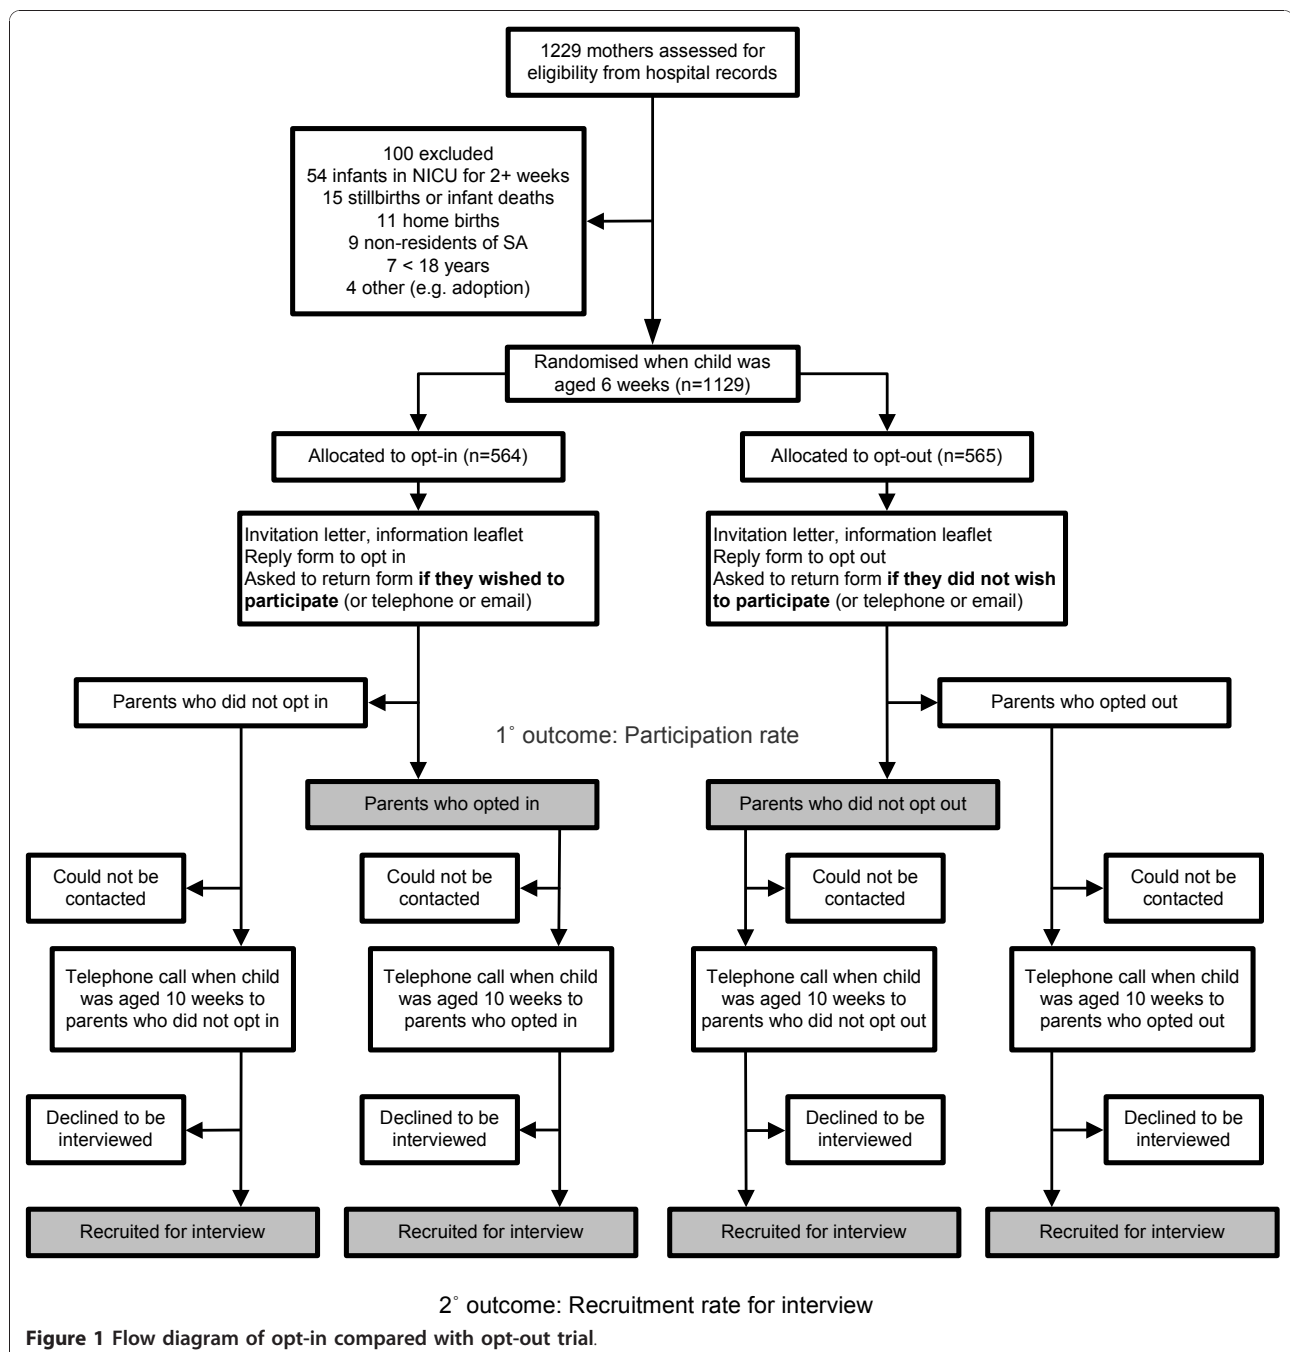 1229 mothers assessed for
eligibility from hospital records
100 excluded
54 infants in NICU for 2+ weeks
15 stillbirths or infant deaths
11 home births
9 non-residents of SA
7 < 18 years
4 other (e.g. adoption)
Randomised when child was
aged 6 weeks (n=1129)
Allocated to opt-in (n=564)
Allocated to opt-out (n=565)
Invitation letter, information leaflet
Reply form to opt in
Asked to return form if they wished to
participate (or telephone or email)
Invitation letter, information leaflet
Reply form to opt out
Asked to return form if they did not wish
to participate (or telephone or email)
Parents who did not opt in
Parents who opted out
1° outcome: Participation rate
Parents who opted in
Parents who did not opt out
Could not be
contacted
Could not be
contacted
Could not be
contacted
Could not be
contacted
Telephone call when child
was aged 10 weeks to
parents who did not opt in
Telephone call when child
was aged 10 weeks to
parents who opted in
Telephone call when child
was aged 10 weeks to
parents who did not opt out
Telephone call when child
was aged 10 weeks to
parents who opted out
Declined to be
interviewed
Declined to be
interviewed
Declined to be
interviewed
Declined to be
interviewed
Recruited for interview
Recruited for interview
Recruited for interview
Recruited for interview
2° outcome: Recruitment rate for interview
Figure 1 Flow diagram of opt-in compared with opt-out trial.